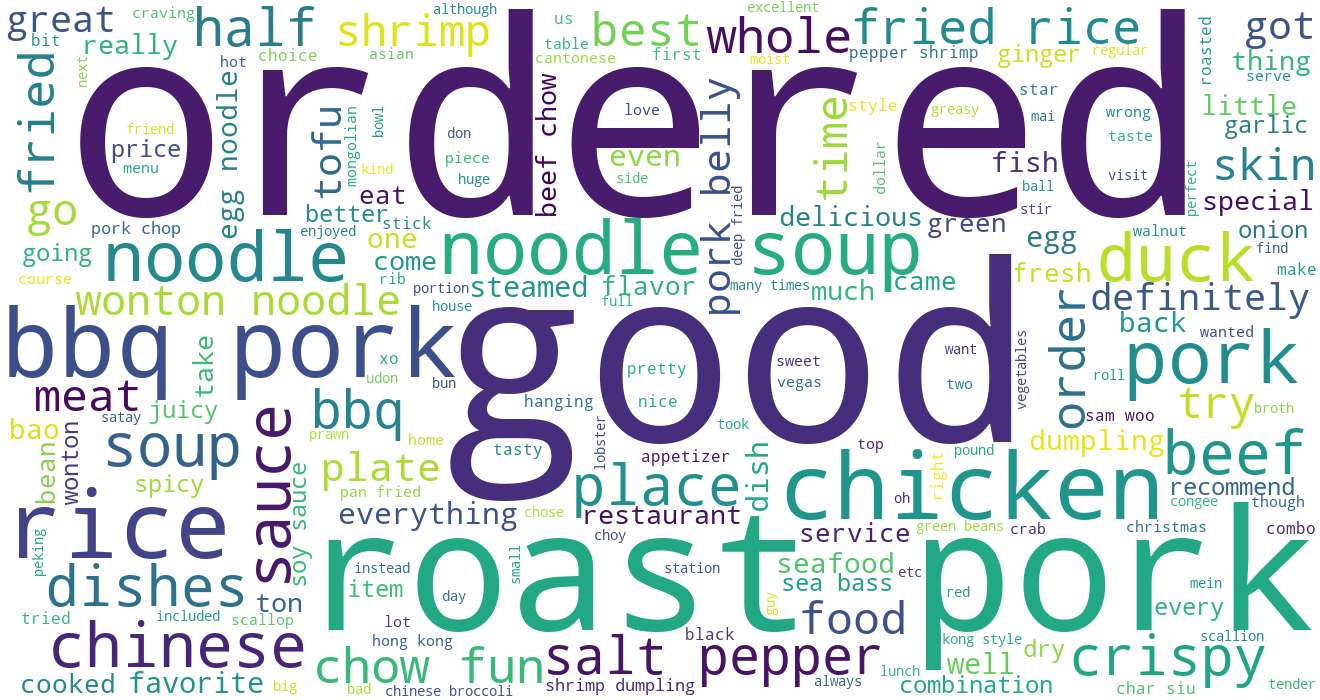 great
craving
bit
really
half
shrimp
although
asian
choice
hot
us
table
cantonese
best
first
excellent
whole
moist
fried rice
pepper shrimp
ginger
regular
roasted
got
thing
serve
next
fried
ordered
friend
price
menu
egg noodle
tofu
mongolian
bowl
kind
eat
don
piece
huge
beef chow
love
even
side
pork belly
deep fried
time
style
dollar
greasy
star
mai
fish
ball
stir
wrong
taste
visit
perfect
little
garlic
skin
special
go
pork chop
going
course
noodle
better
enjoyed
stick
one
come
rib
portion
noodle soup
steamed
flavor
full
many times
delicious
much
came
green
egg
fresh
duck
walnut
onion
find
make
wonton noodle
house
definitely
bbq pork
good
pretty
nice
sweet
vegas
want
two
vegetables
order
back
wanted
pork
roll
take
xo
udon
bun
meat
satay
juicy
bbq
hanging
tasty
lobster
took
appetizer
top
sam woo
try
broth
bao
wonton
soup
sauce
prawn
home
dumpling
beef
bean
spicy
plate
pan fried
place
dish
chicken
pound
right
oh
recommend
congee
though
rice
soy sauce
everything
chose
restaurant
choy
service
green beans
crab
christmas
combo
peking
roast pork
dishes
instead
item
day
small
station
seafood
sea bass
etc
guy
red
mein
every
tried
included
scallop
ton
lot
hong kong
black
food
kong style
scallion
chinese
chow fun
salt pepper
well
dry
crispy
lunch
cooked
favorite
big
bad
chinese broccoli
shrimp dumpling
always
combination
char siu
tender